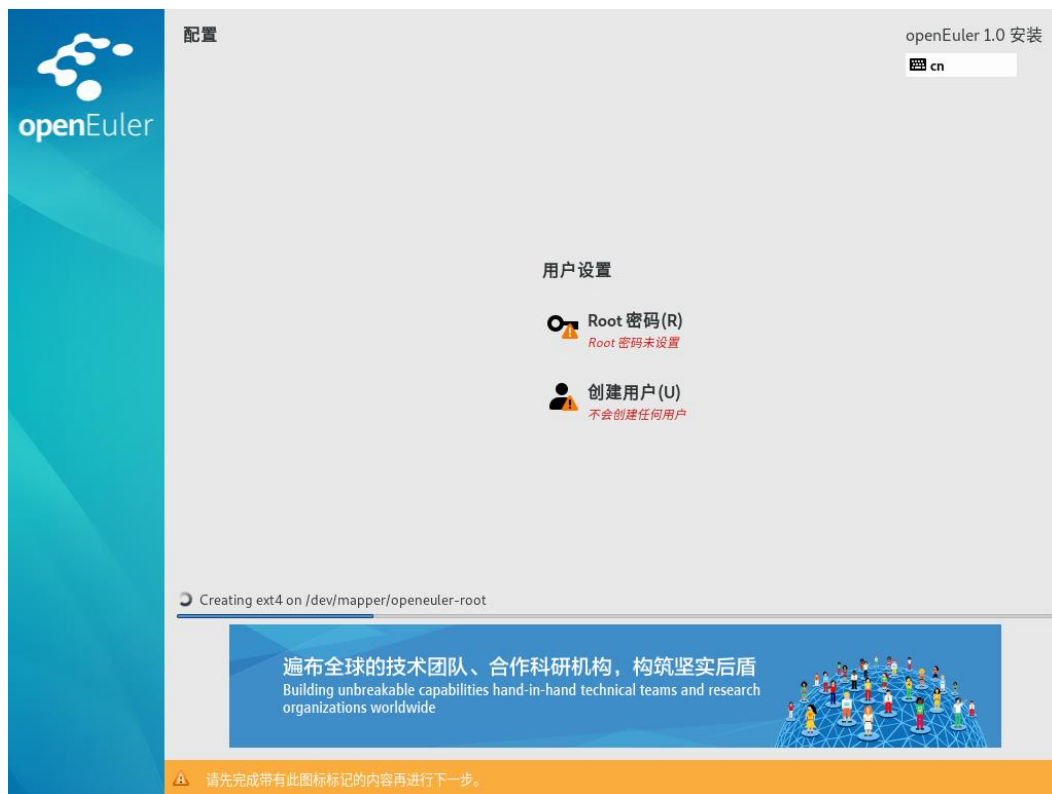 openEuler
配置
openEuler 1.0 安装
cn
用户设置
Root 密码(R)
Root 密码未设置
创建用户(U)
不会创建任何用户
Creating ext4 on /dev/mapper/openeuler-root
遍布全球的技术团队、合作科研机构，构筑坚实后盾
Building unbreakable capabilities hand-in-hand technical teams and research
organizations worldwide
请先完成带有此图标标记的内容再进行下一步。